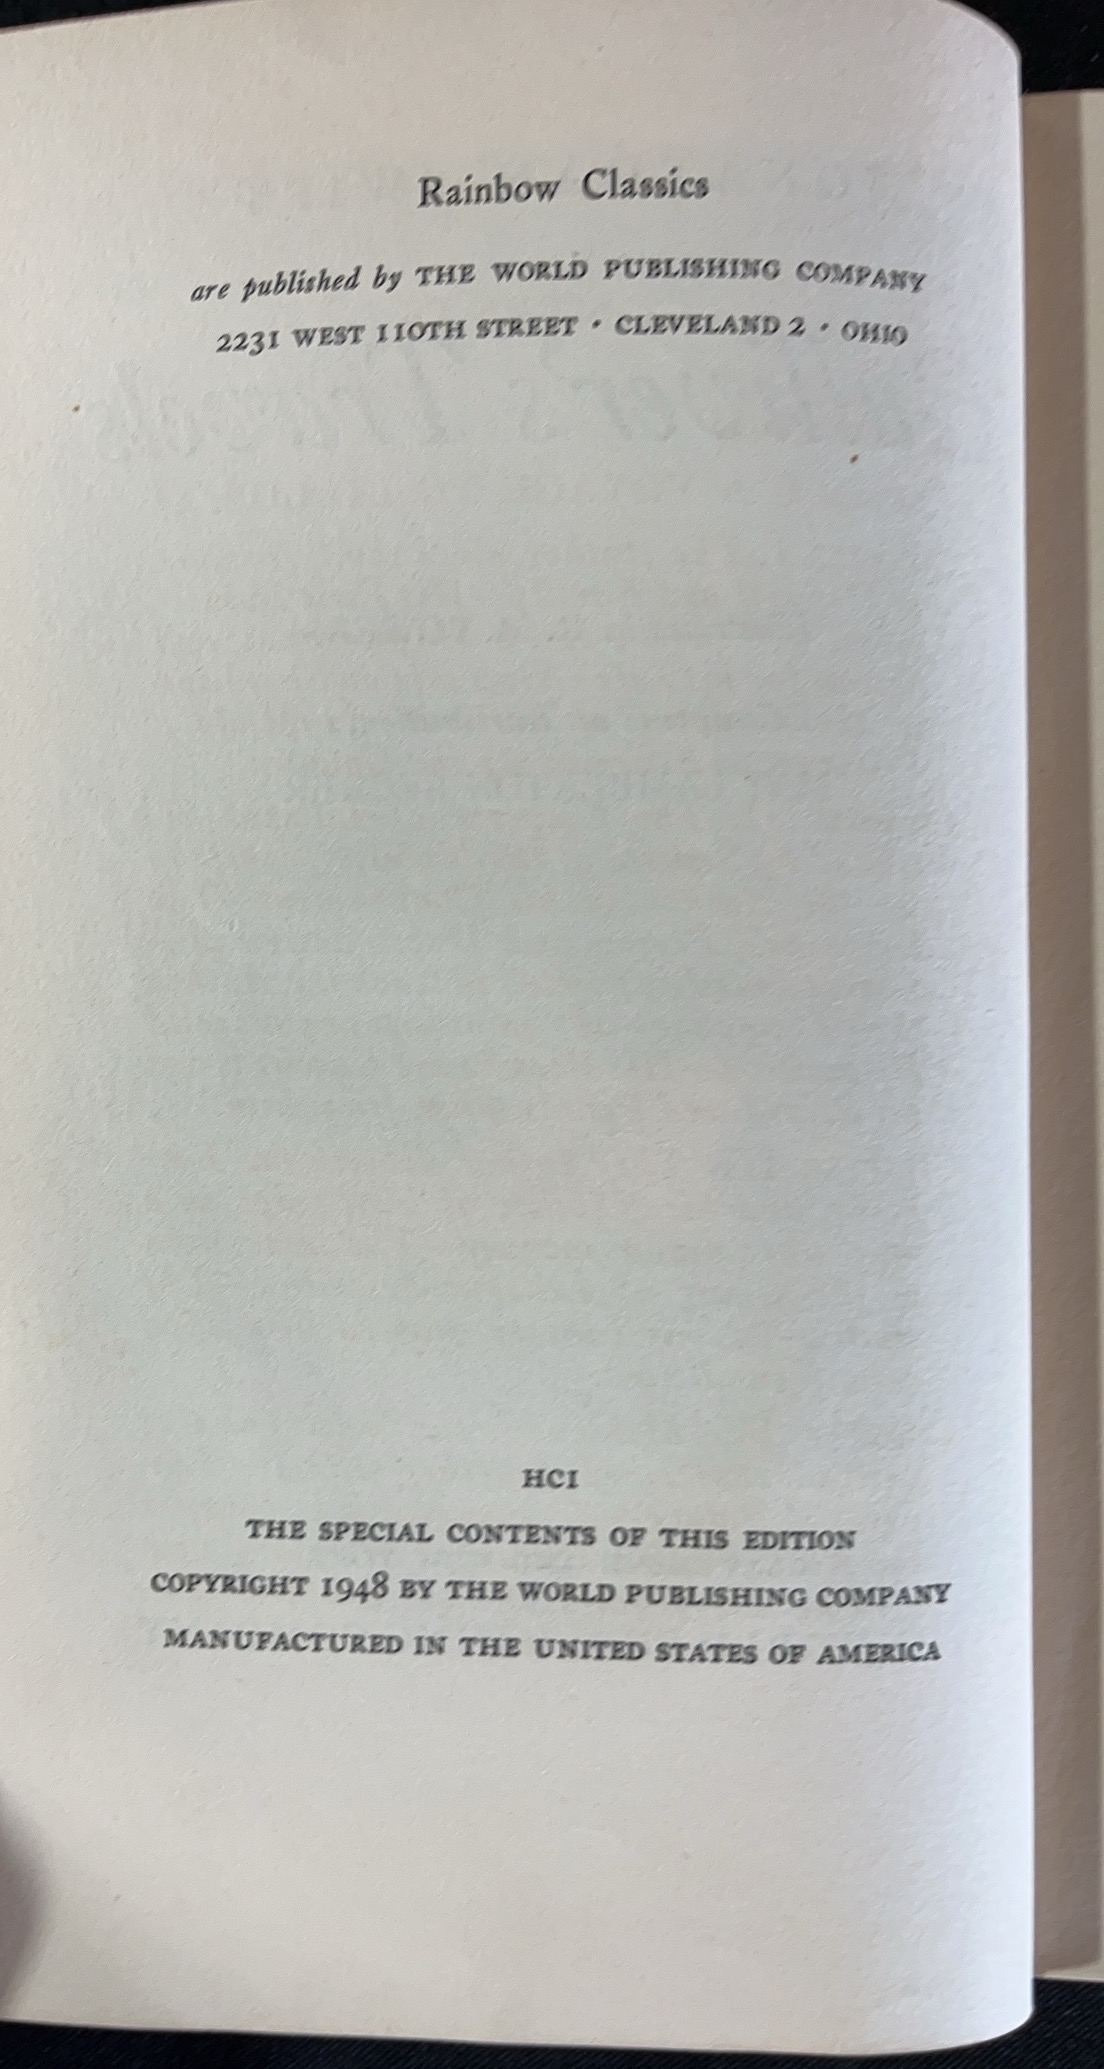 Rainbow Classics
are published by THE WORLD PUBLISHING COMPANY
2231 WEST 110TH STREET • CLEVELAND 2 • OHIO
HC1
THE SPECIAL CONTENTS OF THIS EDITION
COPYRIGHT 1948 BY THE WORLD PUBLISHING COMPANY
MANUFACTURED IN THE UNITED STATES OF AMERICA